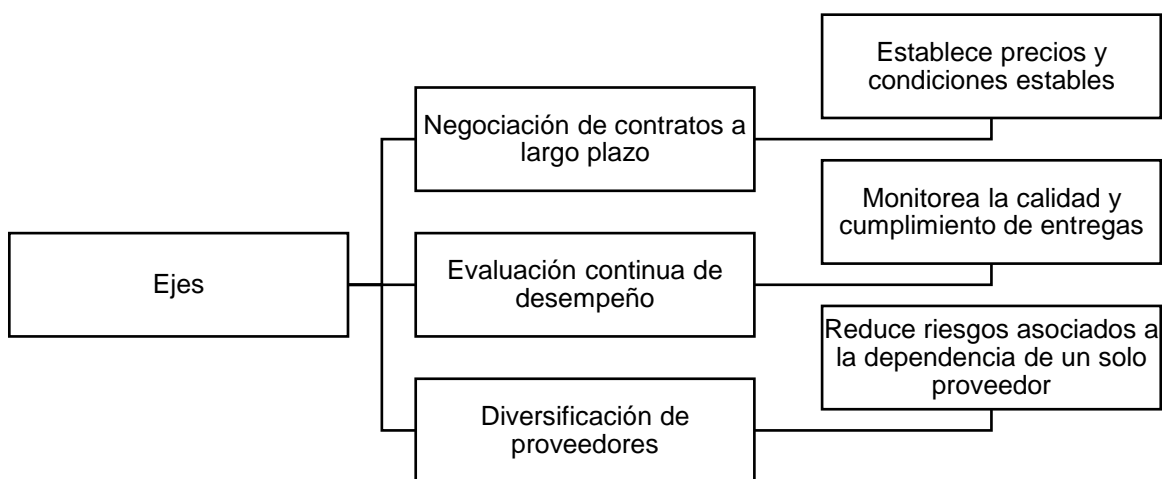 Ejes
Negociación de contratos a
largo plazo
Establece precios y
condiciones estables
Evaluación continua de
desempeño
Monitorea la calidad y
cumplimiento de entregas
Diversificación de
proveedores
Reduce riesgos asociados a
la dependencia de un solo
proveedor